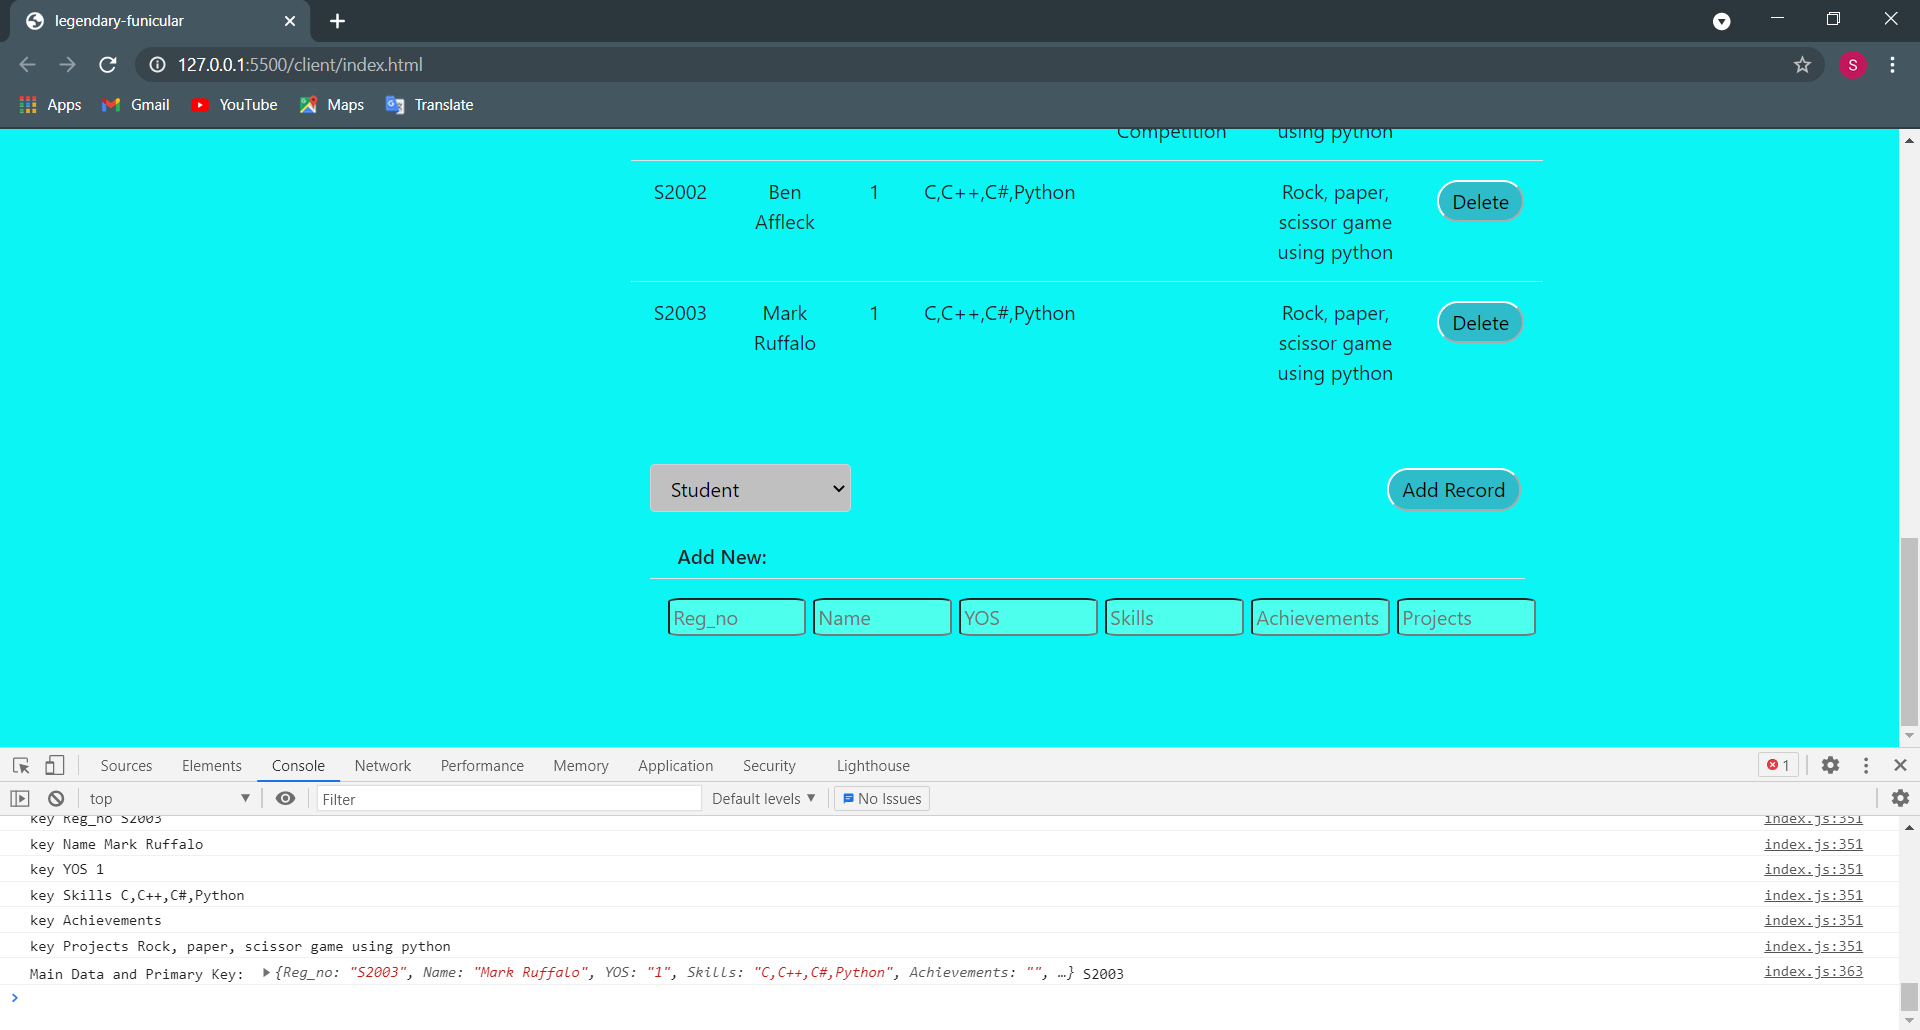 legendary-funicular
127.0.0.1:5500/client/index.html
S
Apps Gmail YouTube Maps Translate
Competition using python
S2002 Ben Affleck 1 C,C++,C#,Python Rock, paper, scissor game using python Delete
S2003 Mark Ruffalo 1 C,C++,C#,Python Rock, paper, scissor game using python Delete
Student Add Record
Add New:
Reg_no Name YOS Skills Achievements Projects
Sources Elements Console Network Performance Memory Application Security Lighthouse 1
top Filter Default levels No Issues
key Reg_no S2003 index.js:351
key Name Mark Ruffalo index.js:351
key YOS 1 index.js:351
key Skills C,C++,C#,Python index.js:351
key Achievements index.js:351
key Projects Rock, paper, scissor game using python index.js:351
Main Data and Primary Key: {Reg_no: "S2003", Name: "Mark Ruffalo", YOS: "1", Skills: "C,C++,C#,Python", Achievements: "", …} S2003 index.js:363